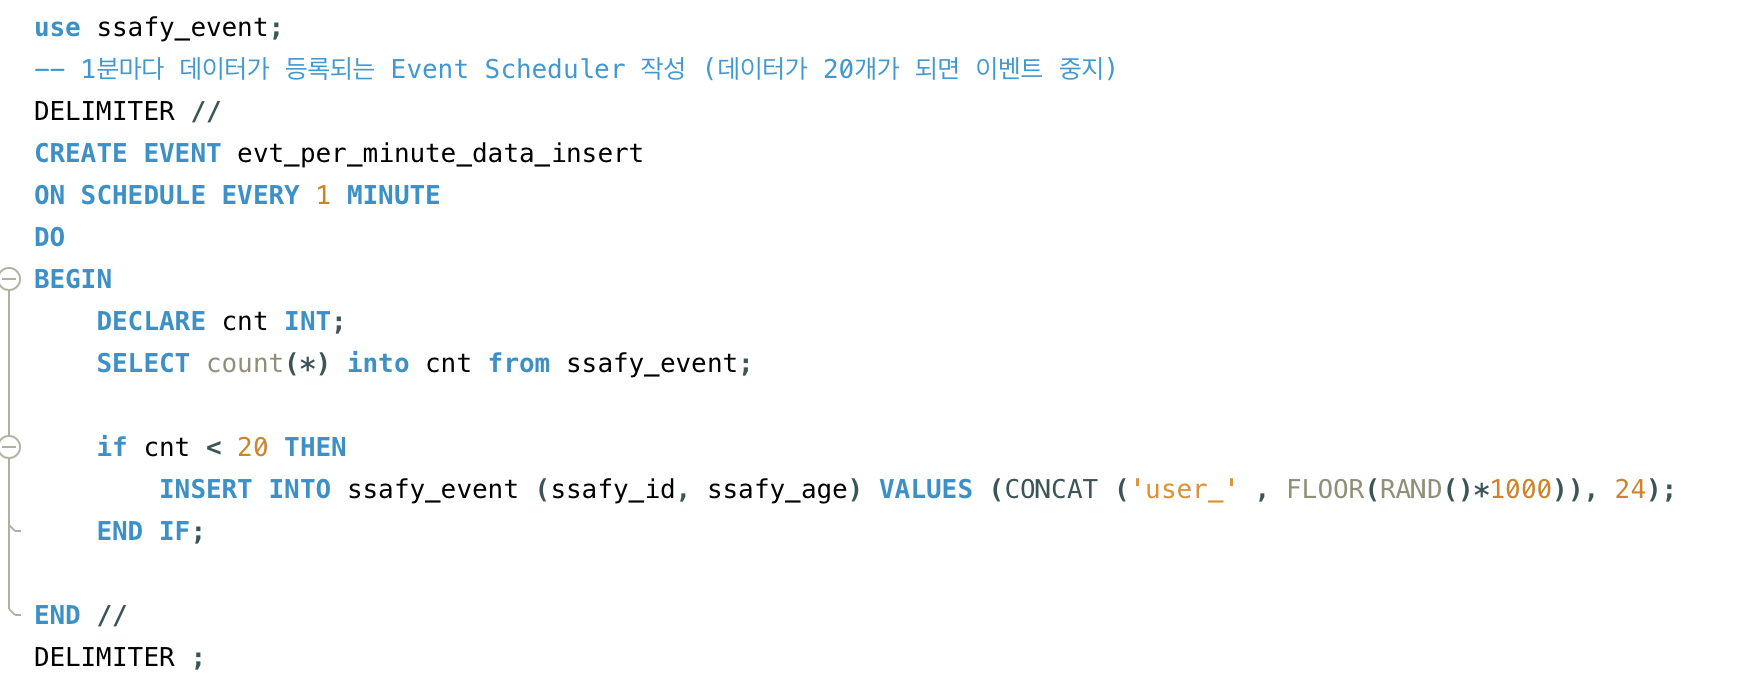 use ssafy_event;
-- 1분마다 데이터가 등록되는 Event Scheduler 작성 (데이터가 20개가 되면 이벤트 중지)
DELIMITER //
CREATE EVENT evt_per_minute_data_insert
ON SCHEDULE EVERY 1 MINUTE
DO
BEGIN
    DECLARE cnt INT;
    SELECT count(*) into cnt from ssafy_event;

    if cnt < 20 THEN
        INSERT INTO ssafy_event (ssafy_id, ssafy_age) VALUES (CONCAT ('user_' , FLOOR(RAND()*1000)), 24);
    END IF;

END //
DELIMITER ;